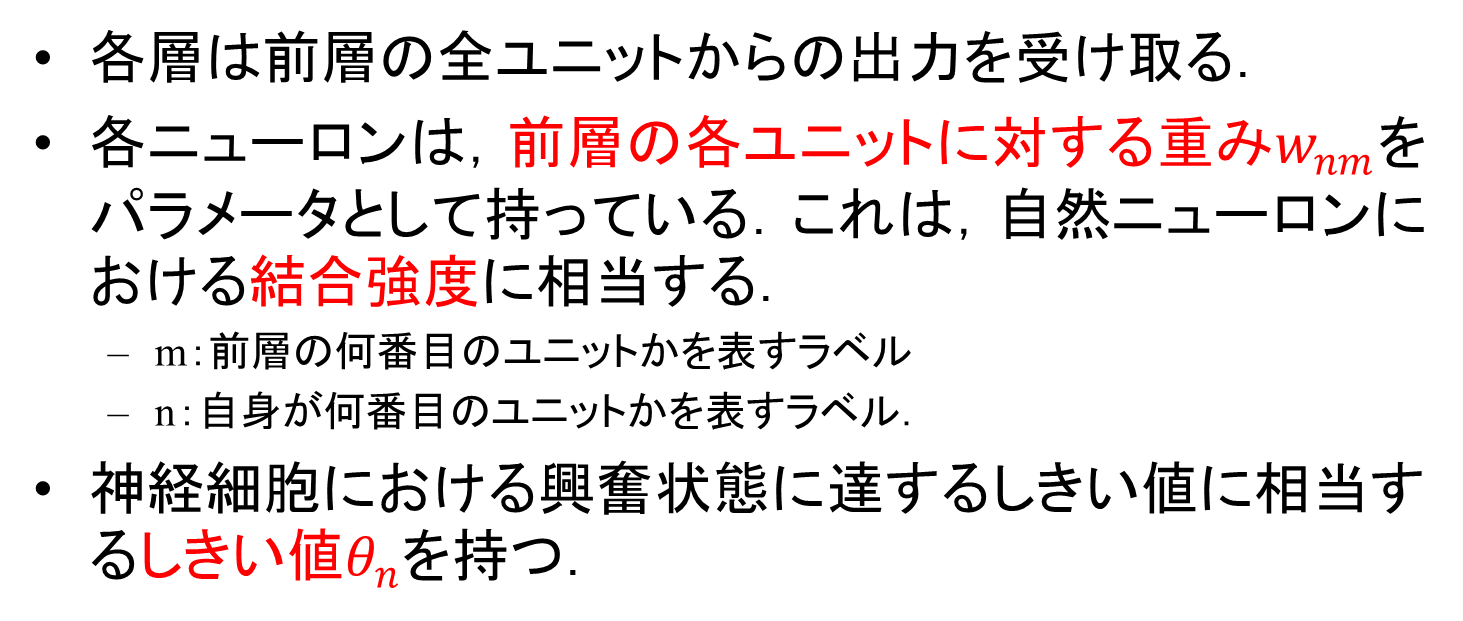 • 各層は前層の全ユニットからの出力を受け取る.
• 各ニューロンは, 前層の各ユニットに対する重みwₙₘを
パラメータとして持っている. これは, 自然ニューロンに
おける結合強度に相当する.
– m:前層の何番目のユニットかを表すラベル
– n:自身が何番目のユニットかを表すラベル.
• 神経細胞における興奮状態に達するしきい値に相当す
るしきい値θₙを持つ.